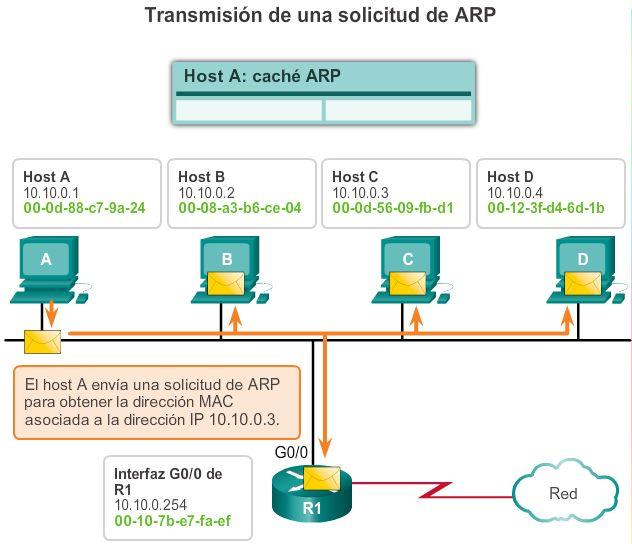 Transmisión de una solicitud de ARP
Host A: caché ARP
Host A
10.10.0.1
00-0d-88-c7-9a-24
Host B
10.10.0.2
00-08-a3-b6-ce-04
Host C
10.10.0.3
00-0d-56-09-fb-d1
Host D
10.10.0.4
00-12-3f-d4-6d-1b
A
B
C
D
El host A envía una solicitud de ARP
para obtener la dirección MAC
asociada a la dirección IP 10.10.0.3.
G0/0
Interfaz G0/0 de
R1
10.10.0.254
00-10-7b-e7-fa-ef
R1
Red